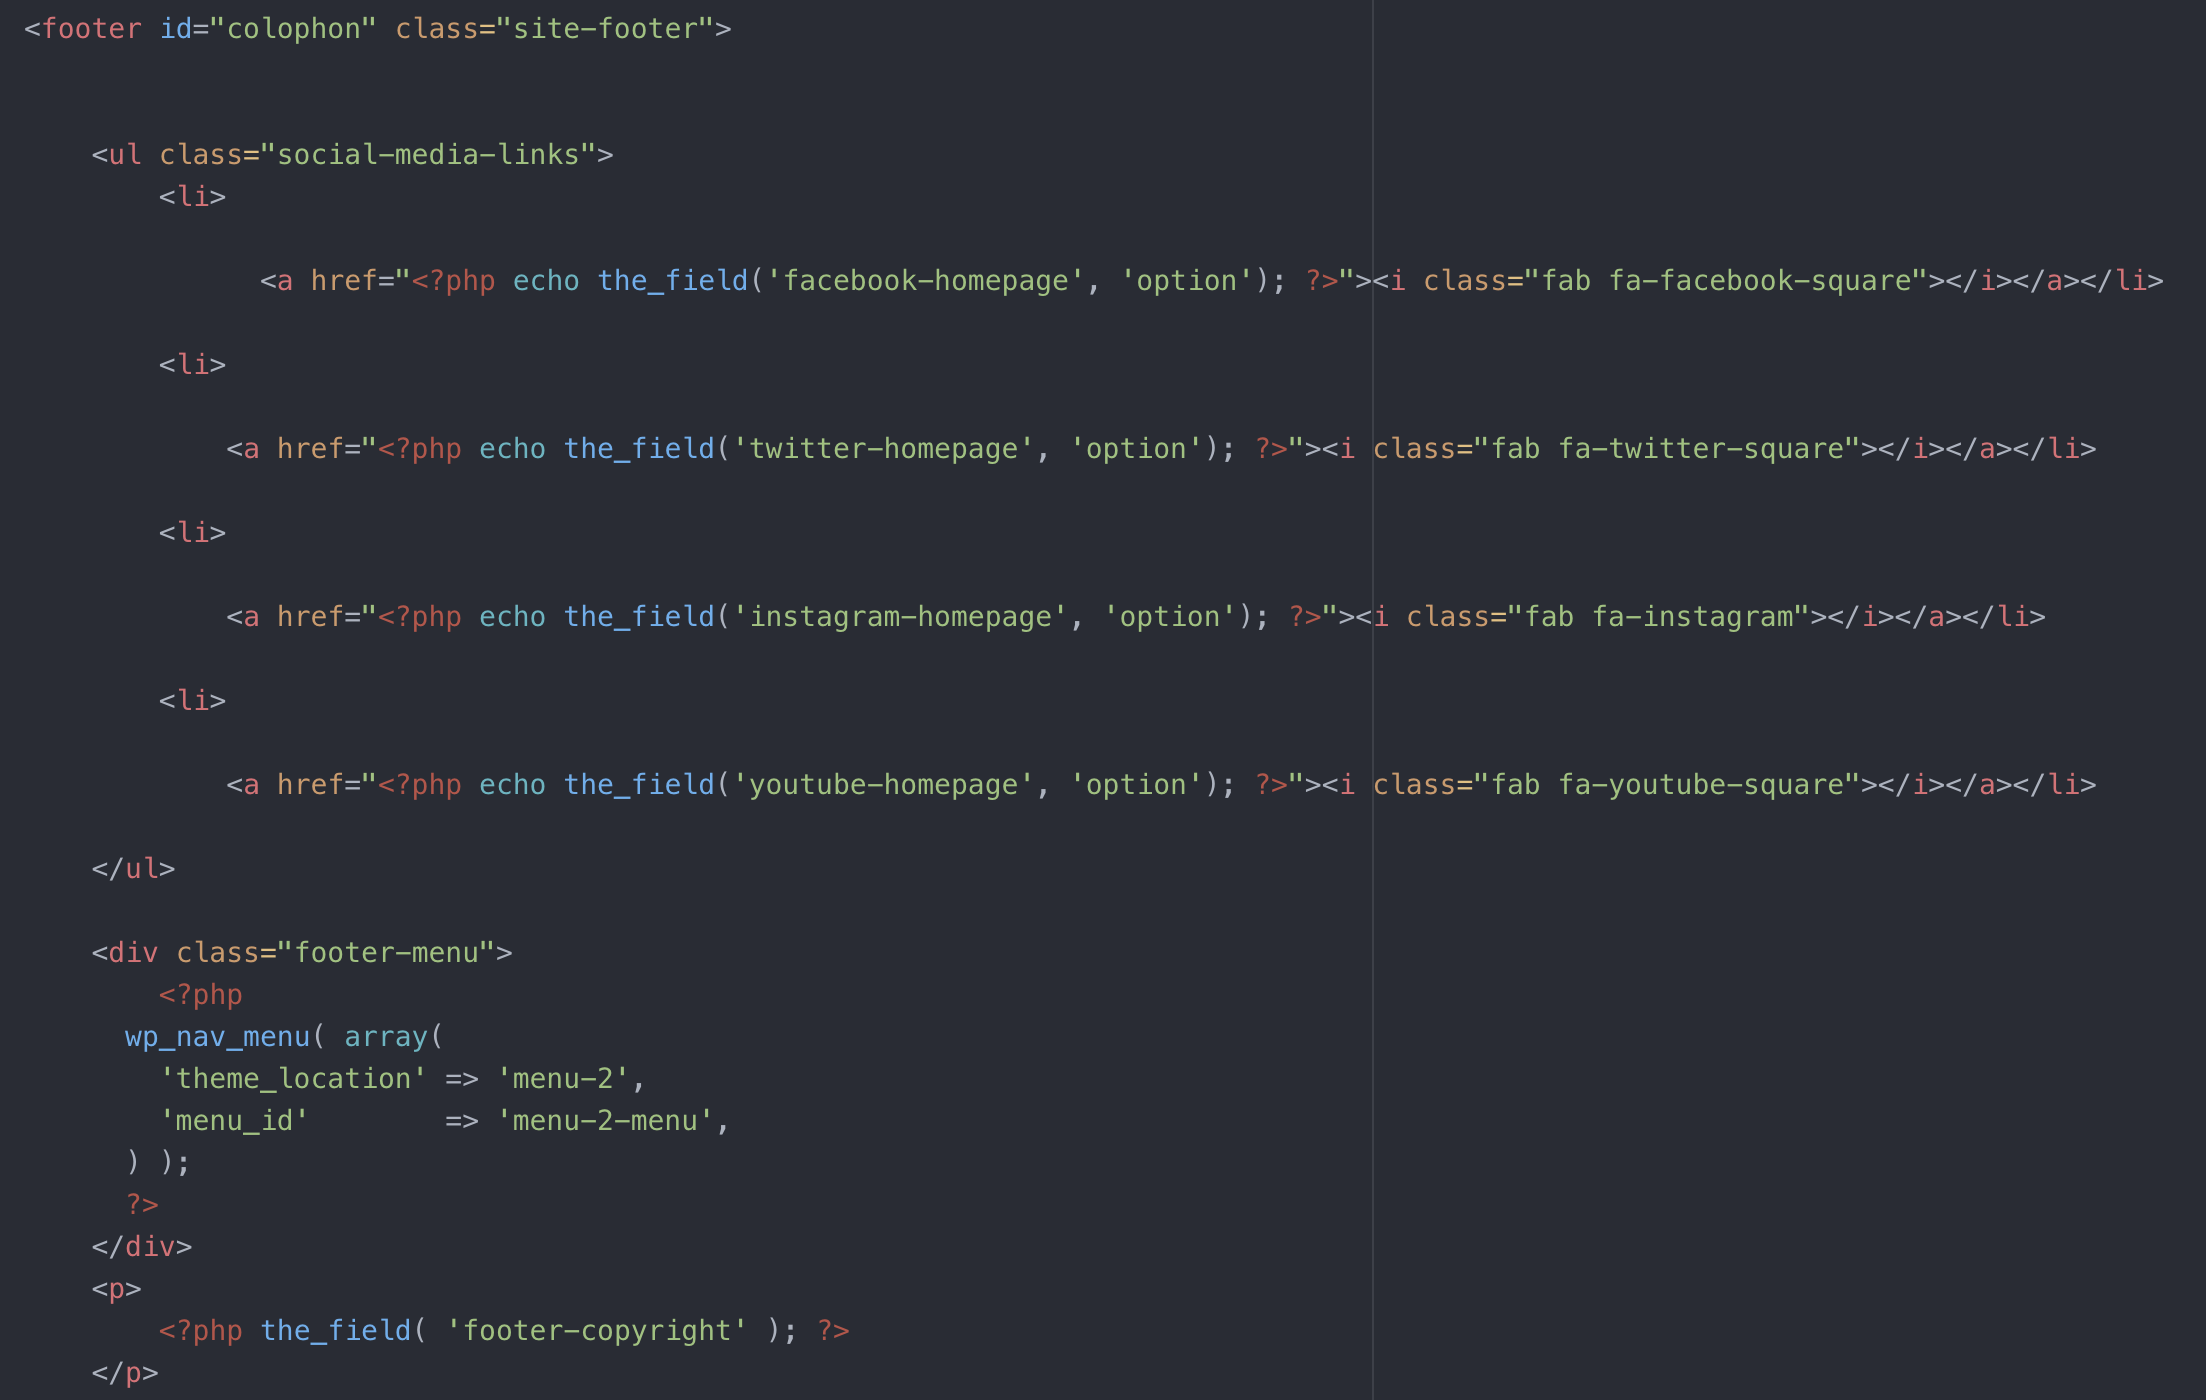 <footer id="colophon" class="site-footer">
<ul class="social-media-links">
<li>
<a href="<?php echo the_field('facebook-homepage', 'option'); ?>"><i class="fab fa-facebook-square"></i></a></li>
<li>
<a href="<?php echo the_field('twitter-homepage', 'option'); ?>"><i class="fab fa-twitter-square"></i></a></li>
<li>
<a href="<?php echo the_field('instagram-homepage', 'option'); ?>"><i class="fab fa-instagram"></i></a></li>
<li>
<a href="<?php echo the_field('youtube-homepage', 'option'); ?>"><i class="fab fa-youtube-square"></i></a></li>
</ul>
<div class="footer-menu">
<?php
wp_nav_menu( array(
'theme_location' => 'menu-2',
'menu_id'        => 'menu-2-menu',
) );
?>
</div>
<p>
<?php the_field( 'footer-copyright' ); ?>
</p>